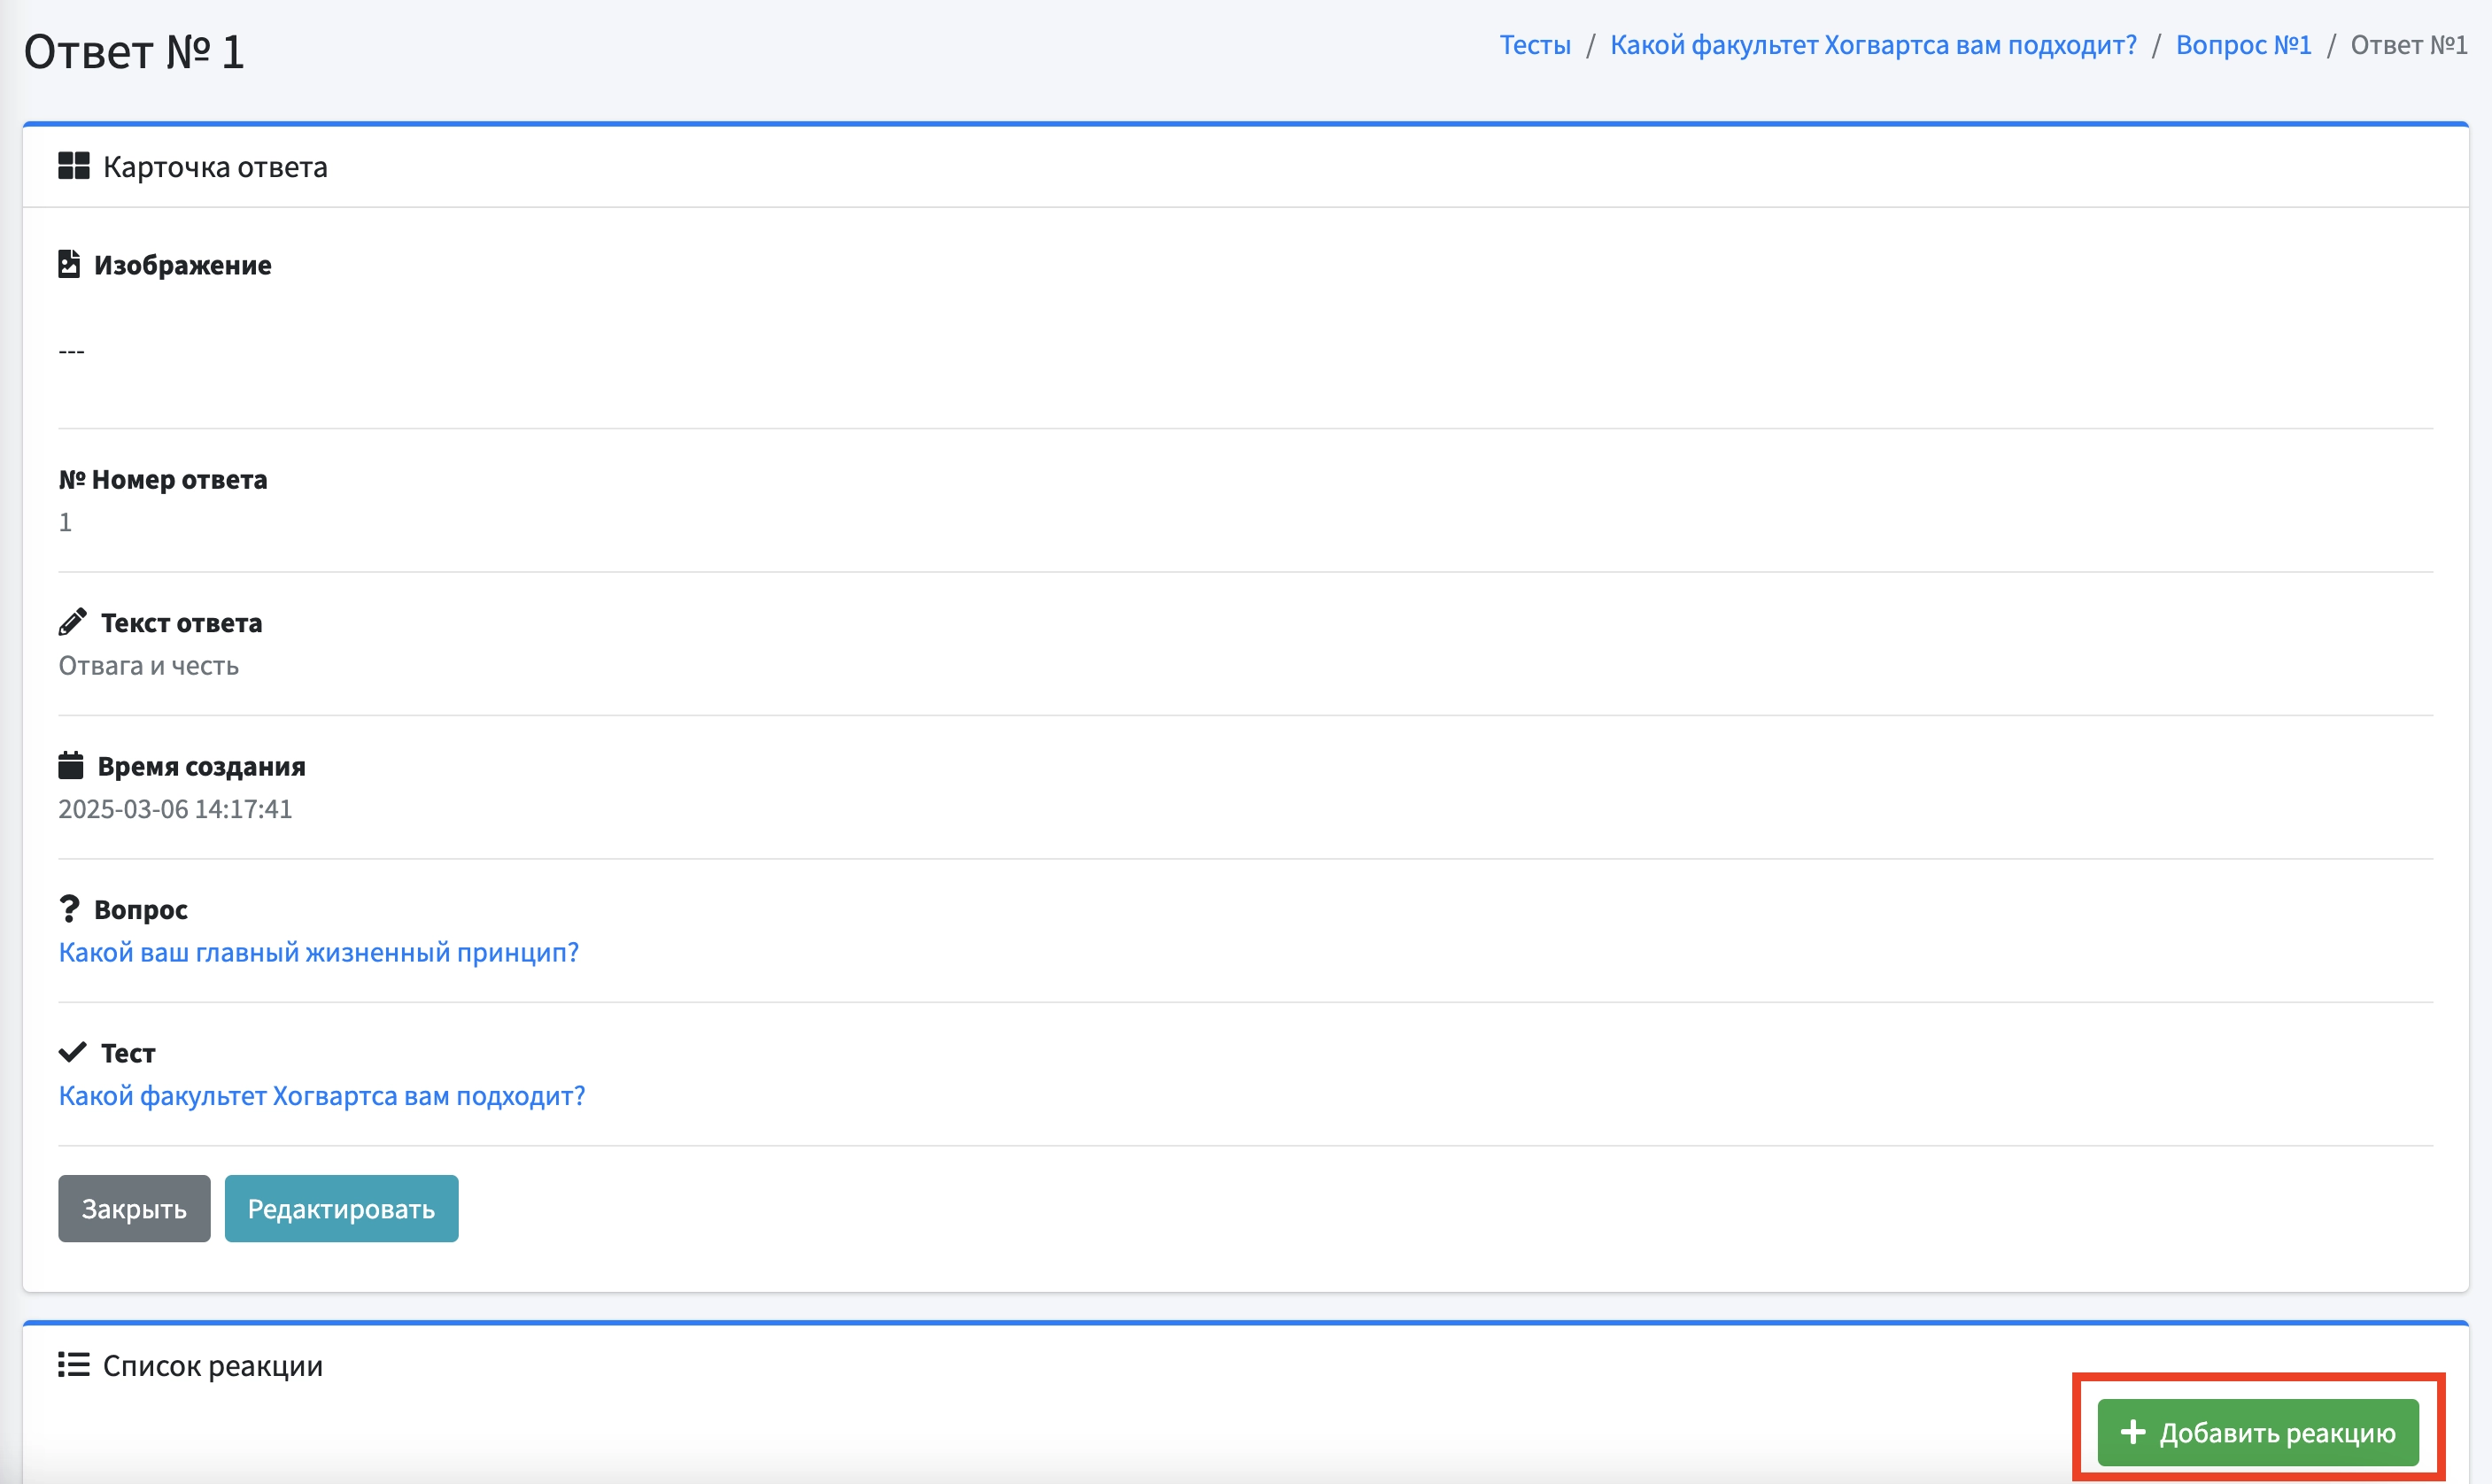 Ответ № 1
Тесты / Какой факультет Хогвартса вам подходит? / Вопрос №1 / Ответ №1
Карточка ответа
Изображение
---
№ Номер ответа
1
Текст ответа
Отвага и честь
Время создания
2025-03-06 14:17:41
Вопрос
Какой ваш главный жизненный принцип?
Тест
Какой факультет Хогвартса вам подходит?
Закрыть Редактировать
Список реакции
Добавить реакцию